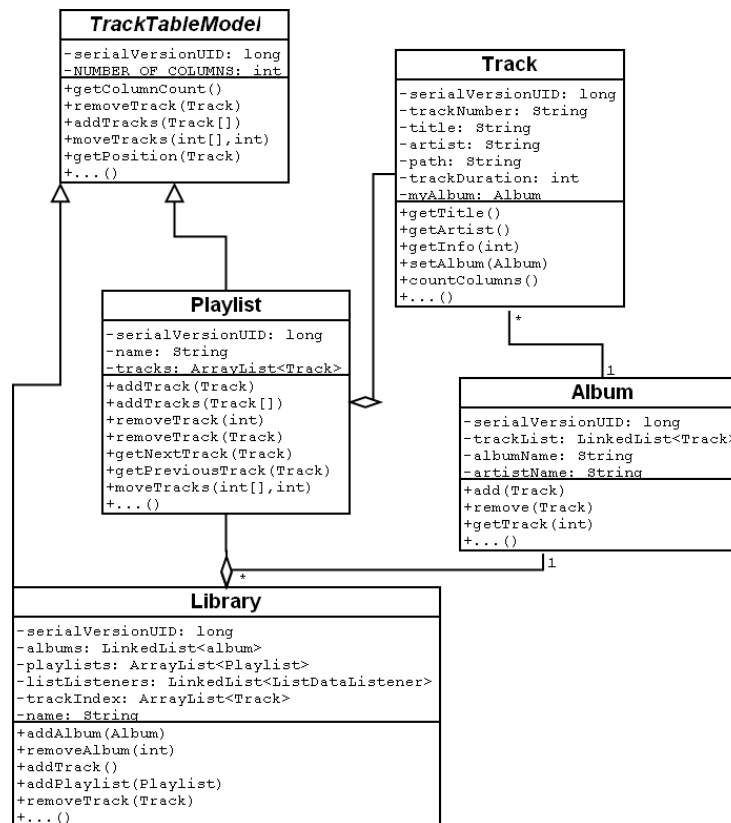 TrackTableModel
-serialVersionUID: long
-NUMBER OF COLUMNS: int
+getColumnCount()
+removeTrack(Track)
+addTracks(Track[])
+moveTracks(int[],int)
+getPosition(Track)
+...()
Track
-serialVersionUID: long
-trackNumber: String
-title: String
-artist: String
-path: String
-trackDuration: int
-myAlbum: Album
+getTitle()
+getArtist()
+getInfo(int)
+setAlbum(Album)
+countColumns()
+...()
Playlist
-serialVersionUID: long
-name: String
-tracks: ArrayList<Track>
+addTrack(Track)
+addTracks(Track[])
+removeTrack(int)
+removeTrack(Track)
+getNextTrack(Track)
+getPreviousTrack(Track)
+moveTracks(int[],int)
+...()
*
1
Album
-serialVersionUID: long
-trackList: LinkedList<Track>
-albumName: String
-artistName: String
+add(Track)
+remove(Track)
+getTrack(int)
+...()
1
*
Library
-serialVersionUID: long
-albums: LinkedList<album>
-playlists: ArrayList<Playlist>
-listListeners: LinkedList<ListDataListener>
-trackIndex: ArrayList<Track>
-name: String
+addAlbum(Album)
+removeAlbum(int)
+addTrack()
+addPlaylist(Playlist)
+removeTrack(Track)
+...()